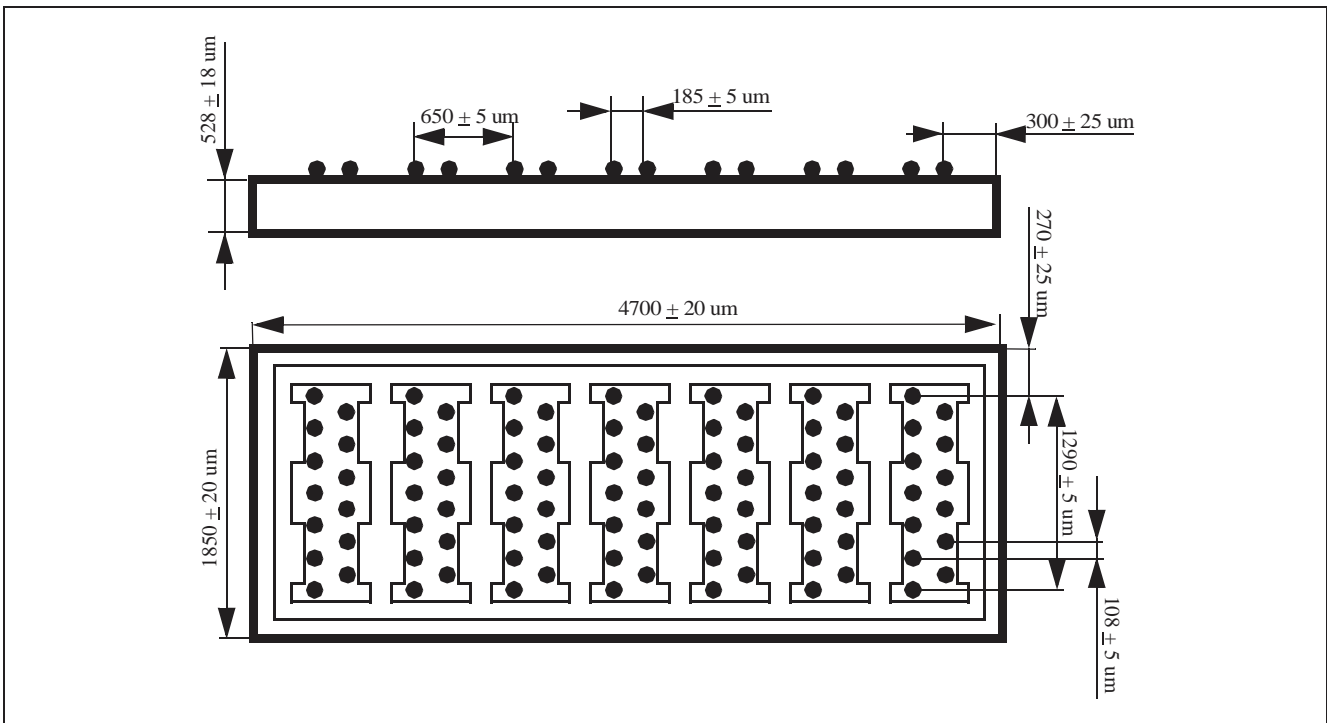 528 ± 18 um
650 ± 5 um
185 ± 5 um
300 ± 25 um
270 ± 25 um
4700 ± 20 um
1850 ± 20 um
1290 ± 5 um
108 ± 5 um